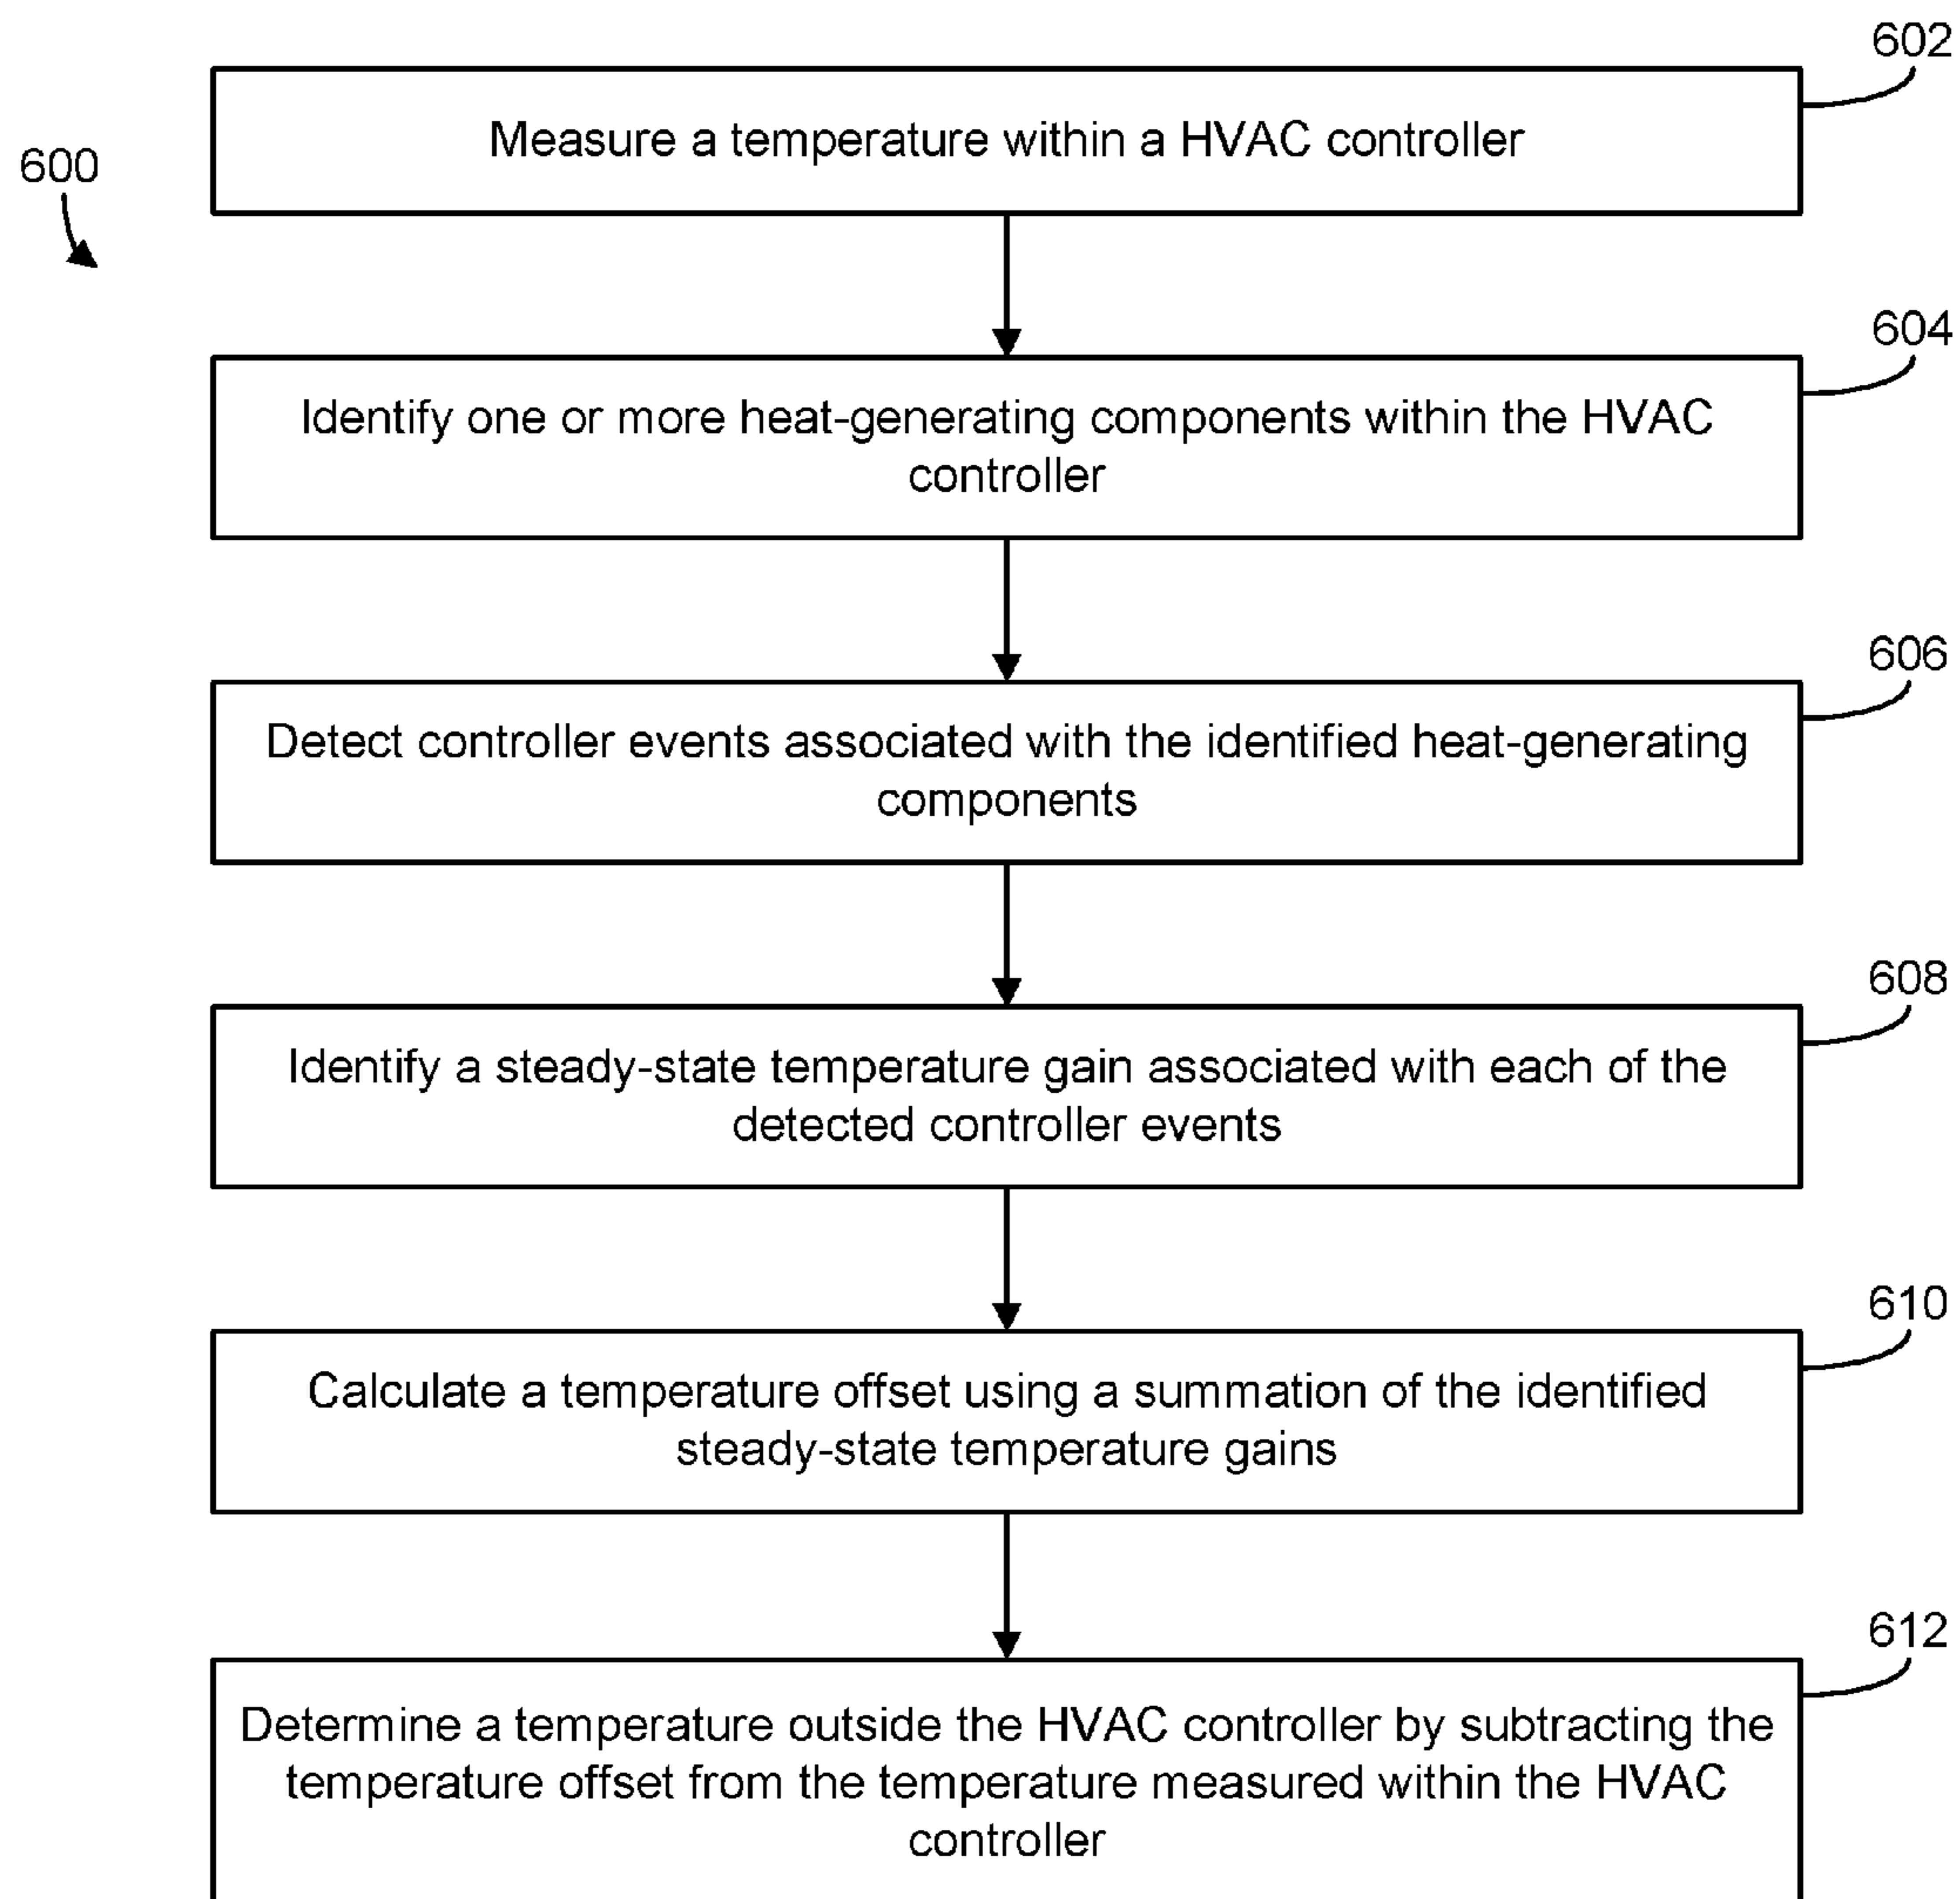 602
Measure a temperature within a HVAC controller
600
604
Identify one or more heat-generating components within the HVAC
controller
606
Detect controller events associated with the identified heat-generating
components
608
Identify a steady-state temperature gain associated with each of the
detected controller events
610
Calculate a temperature offset using a summation of the identified
steady-state temperature gains
612
Determine a temperature outside the HVAC controller by subtracting the
temperature offset from the temperature measured within the HVAC
controller